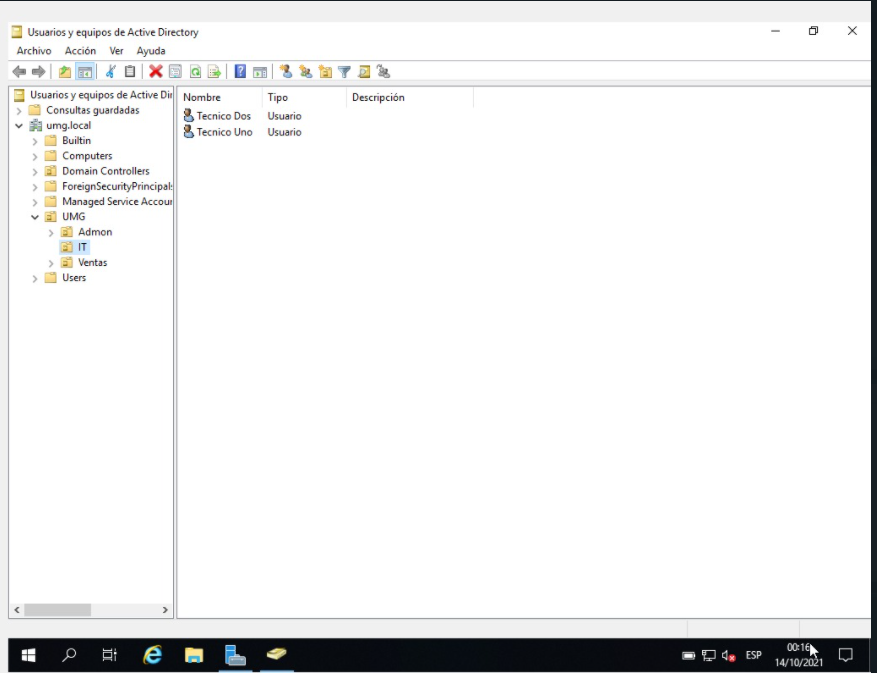 Usuarios y equipos de Active Directory
Archivo Acción Ver Ayuda
Usuarios y equipos de Active Dir
Consultas guardadas
umg.local
Builtin
Computers
Domain Controllers
ForeignSecurityPrincipals
Managed Service Accour
UMG
Admon
IT
Ventas
Users
Nombre Tipo Descripción
Tecnico Dos Usuario
Tecnico Uno Usuario
ESP
00:16
14/10/2021